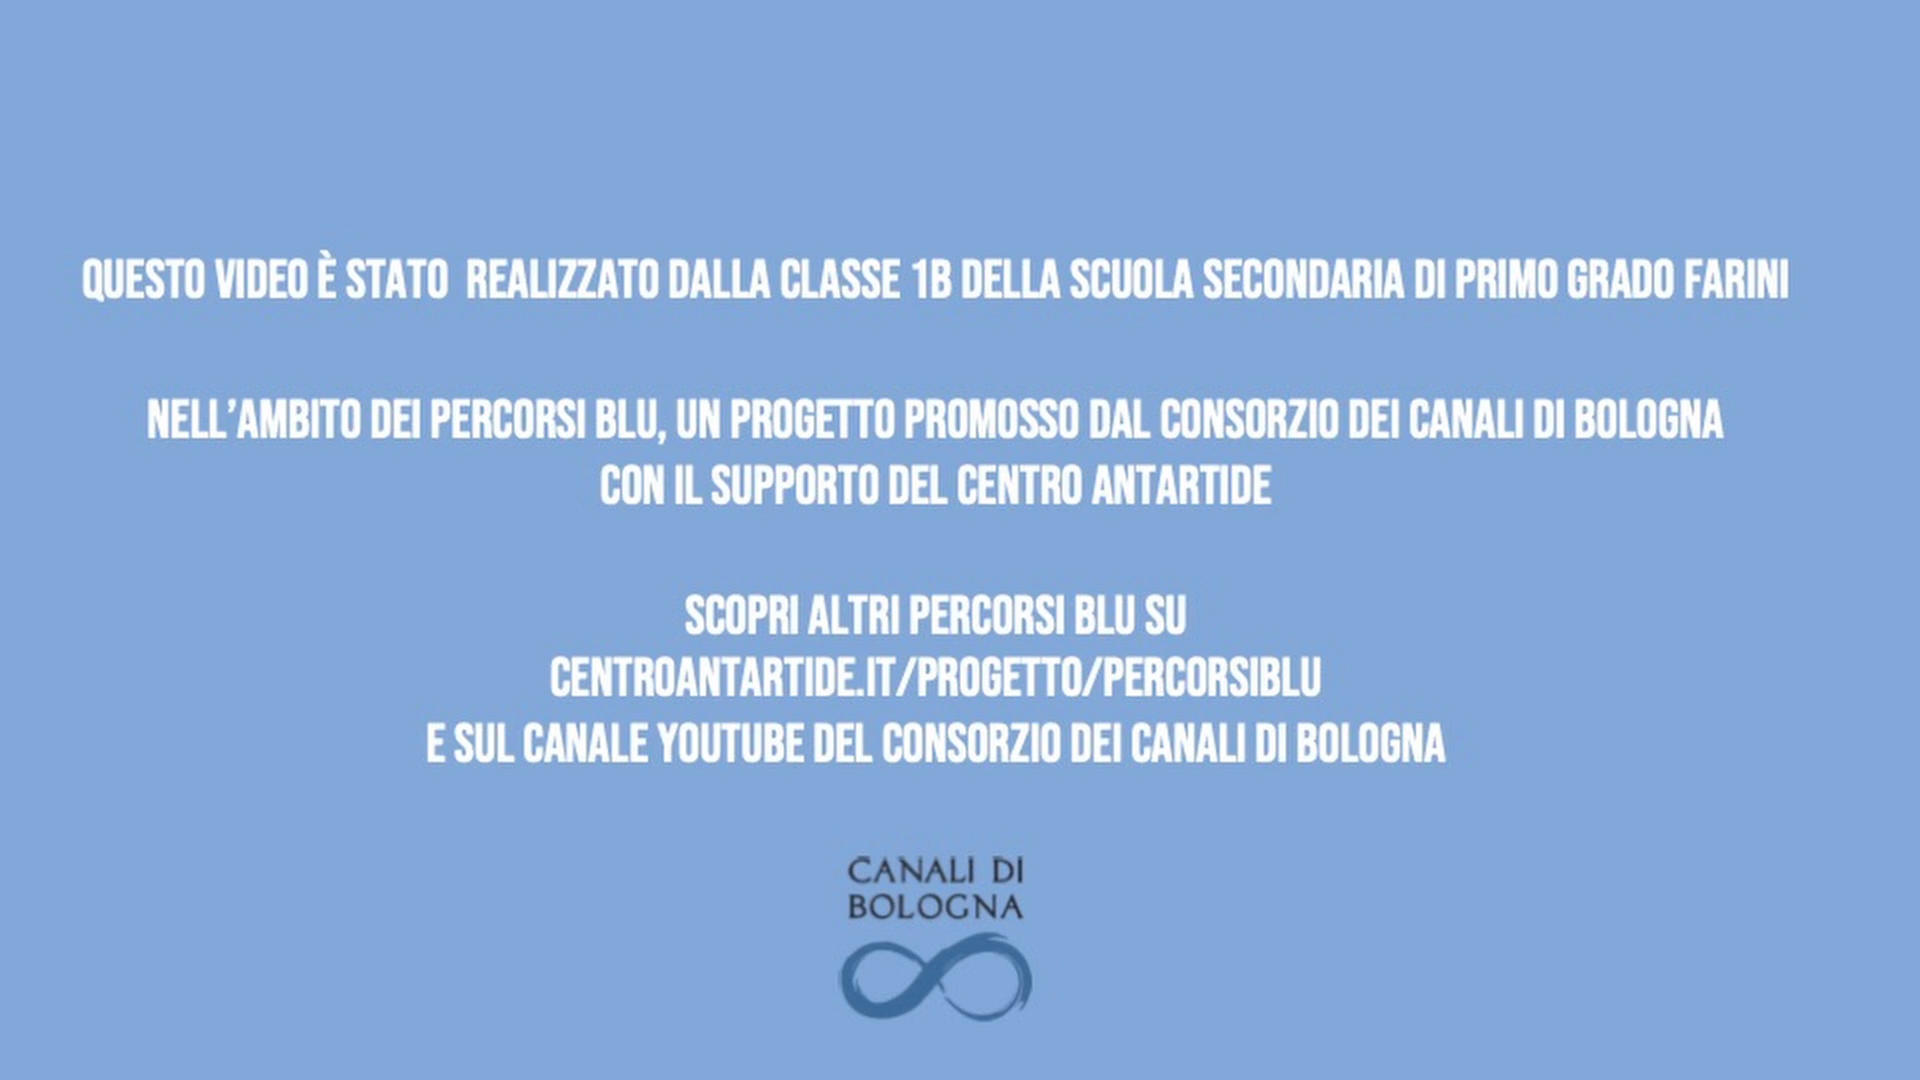 QUESTO VIDEO È STATO REALIZZATO DALLA CLASSE 1B DELLA SCUOLA SECONDARIA DI PRIMO GRADO FARINI
NELL’AMBITO DEI PERCORSI BLU, UN PROGETTO PROMOSSO DAL CONSORZIO DEI CANALI DI BOLOGNA
CON IL SUPPORTO DEL CENTRO ANTARTIDE
SCOPRI ALTRI PERCORSI BLU SU
CENTROANTARTIDE.IT/PROGETTO/PERCORSIBLU
E SUL CANALE YOUTUBE DEL CONSORZIO DEI CANALI DI BOLOGNA
CANALI DI
BOLOGNA